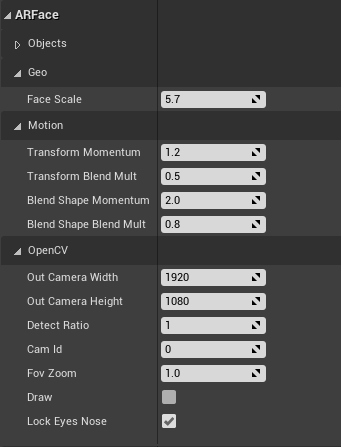 ARFace
Objects
Geo
Face Scale 5.7
Motion
Transform Momentum 1.2
Transform Blend Mult 0.5
Blend Shape Momentum 2.0
Blend Shape Blend Mult 0.8
OpenCV
Out Camera Width 1920
Out Camera Height 1080
Detect Ratio 1
Cam Id 0
Fov Zoom 1.0
Draw
Lock Eyes Nose